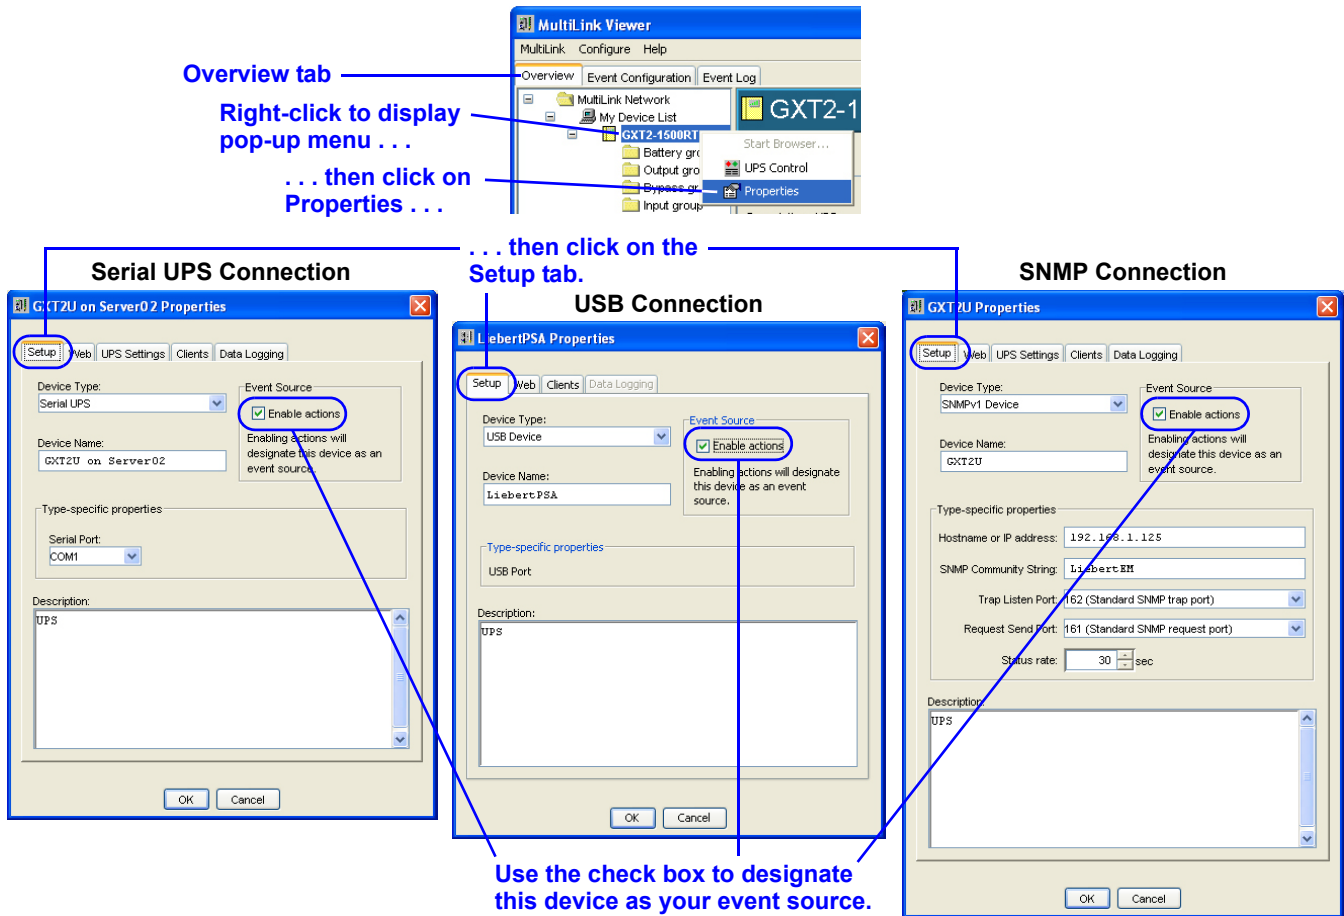 MultiLink Viewer
MultiLink Configure Help
Overview Event Configuration Event Log
Overview tab
MultiLink Network
My Device List
GXT2-1500RT
GXT2-1
Right-click to display
pop-up menu . . .
Start Browser...
Battery
UPS Control
Output
. . . then click on
Properties . . .
Properties
Bypass
Input group
. . . then click on the
Setup tab.
Serial UPS Connection
GXT2U on Server02 Properties
Setup Web UPS Settings Clients Data Logging
Device Type:
Serial UPS
Event Source
Enable actions
Enabling actions will
designate this device as an
event source.
Device Name:
GXT2U on Server02
Type-specific properties
Serial Port:
COM1
Description:
UPS
OK Cancel
USB Connection
LiebertPSA Properties
Setup Web Clients Data Logging
Device Type:
USB Device
Event Source
Enable actions
Enabling actions will designate
this device as an event
source.
Device Name:
LiebertPSA
Type-specific properties
USB Port
Description:
UPS
OK Cancel
SNMP Connection
GXT2U Properties
Setup Web UPS Settings Clients Data Logging
Device Type:
SNMPv1 Device
Event Source
Enable actions
Enabling actions will
designate this device as an
event source.
Device Name:
GXT2U
Type-specific properties
Hostname or IP address: 192.168.1.125
SNMP Community String: LiebertEM
Trap Listen Port: 162 (Standard SNMP trap port)
Request Send Port: 161 (Standard SNMP request port)
Status rate: 30 sec
Description:
UPS
OK Cancel
Use the check box to designate
this device as your event source.